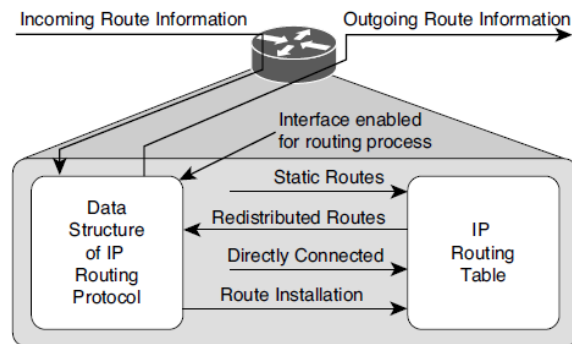 Incoming Route Information
Outgoing Route Information
Interface enabled
for routing process
Data
Structure
of IP
Routing
Protocol
Static Routes
Redistributed Routes
Directly Connected
Route Installation
IP
Routing
Table